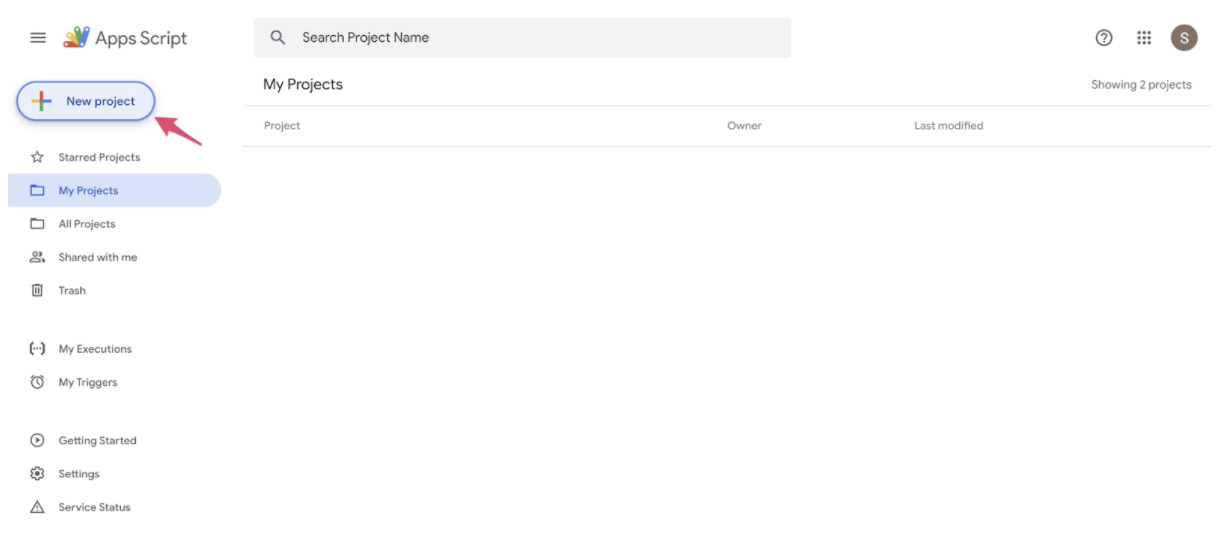 Apps Script
Search Project Name
S
New project
My Projects
Showing 2 projects
Project Owner Last modified
Starred Projects
My Projects
All Projects
Shared with me
Trash
My Executions
My Triggers
Getting Started
Settings
Service Status